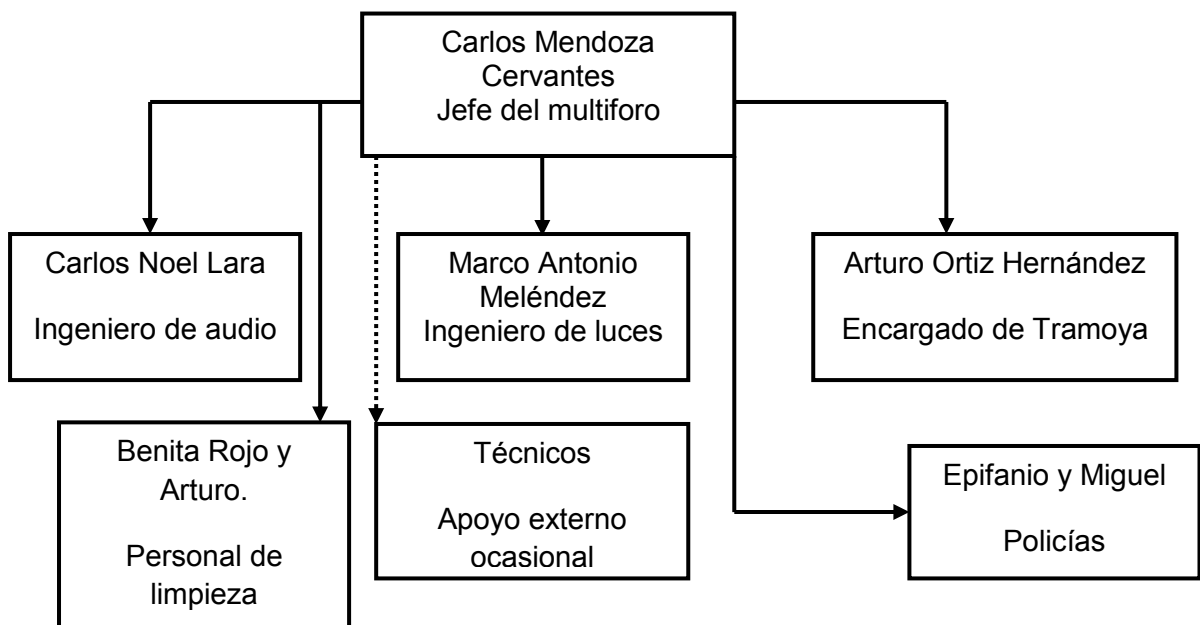 Carlos Mendoza
Cervantes
Jefe del multiforo
Carlos Noel Lara
Ingeniero de audio
Marco Antonio
Meléndez
Ingeniero de luces
Arturo Ortiz Hernández
Encargado de Tramoya
Benita Rojo y
Arturo.
Personal de
limpieza
Técnicos
Apoyo externo
ocasional
Epifanio y Miguel
Policías